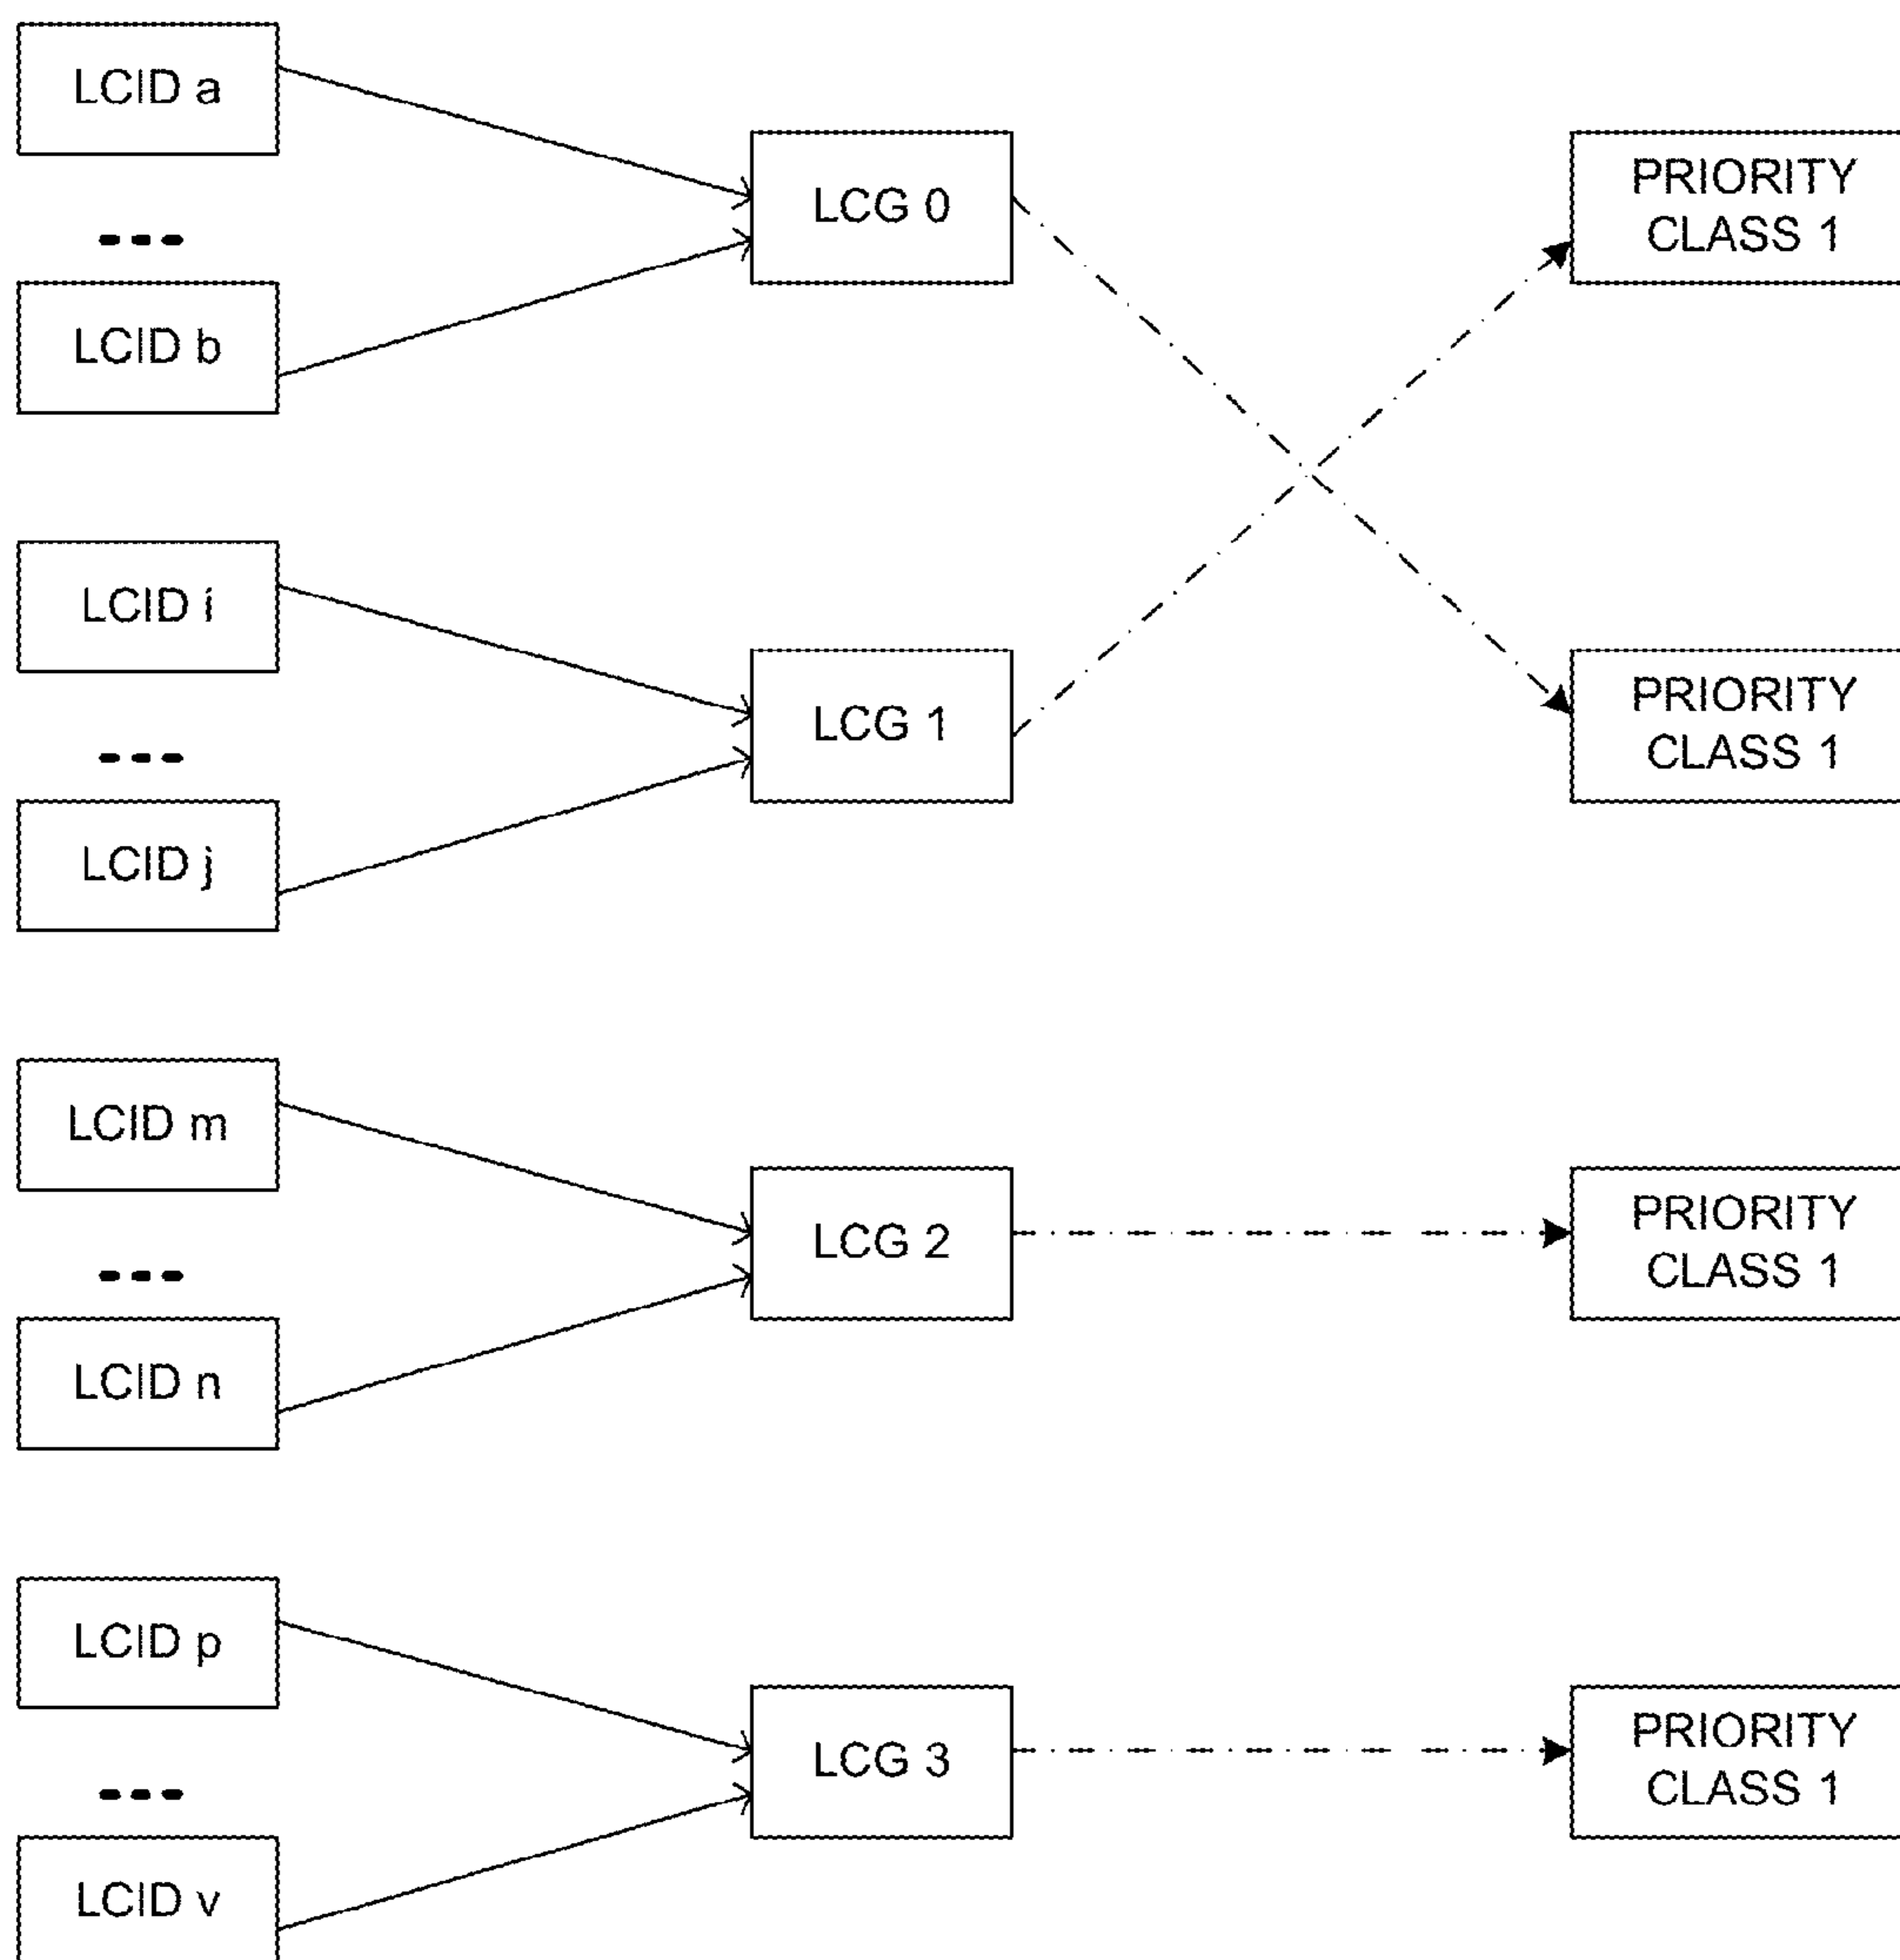 LCID a
LCG 0
PRIORITY
CLASS 1
LCID b
LCID i
LCG 1
PRIORITY
CLASS 1
LCID j
LCID m
LCG 2
PRIORITY
CLASS 1
LCID n
LCID p
LCG 3
PRIORITY
CLASS 1
LCID v